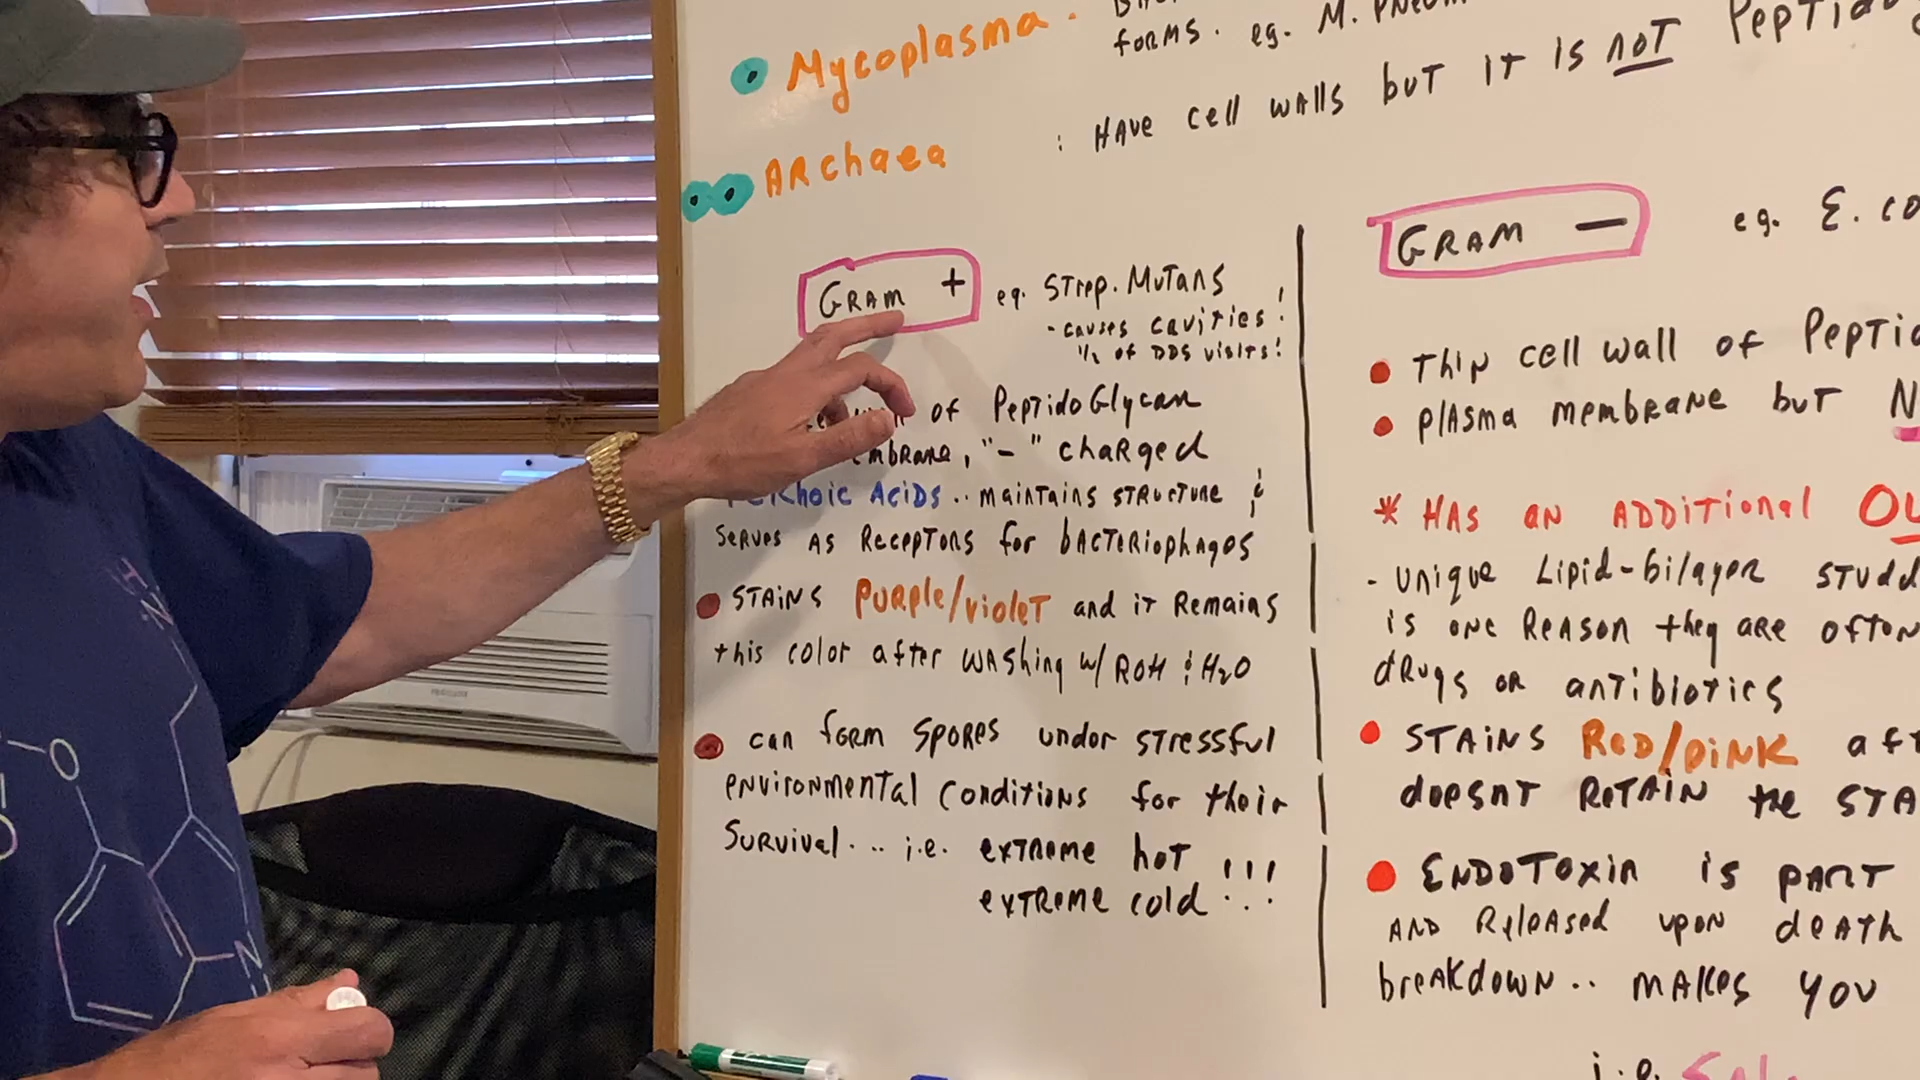 Mycoplasma.
forms. eg. M. Pneum
Archaea : Have cell walls but it is not Peptido
Gram +
eg. Strep. Mutans
- causes cavities!
1/2 of DDS visits!
of PeptidoGlycan
mbrane, "-" charged
Teichoic Acids.. maintains structure &
serves as Receptors for bacteriophages
Stains Purple/violet and it Remains
this color after washing w/ ROH & H2O
can form spores under stressful
environmental conditions for their
Survival... i.e. extreme hot !!!
extreme cold...
Gram -
eg. E. co
Thin cell wall of Peptid
plasma membrane but N
* Has an additional Ou
- unique Lipid-bilayer studd
is one Reason they are often
drugs or antibiotics
Stains Red/pink aft
doesnt Retain the sta
Endotoxin is part
and Released upon death
breakdown.. makes you
i.e. Sal